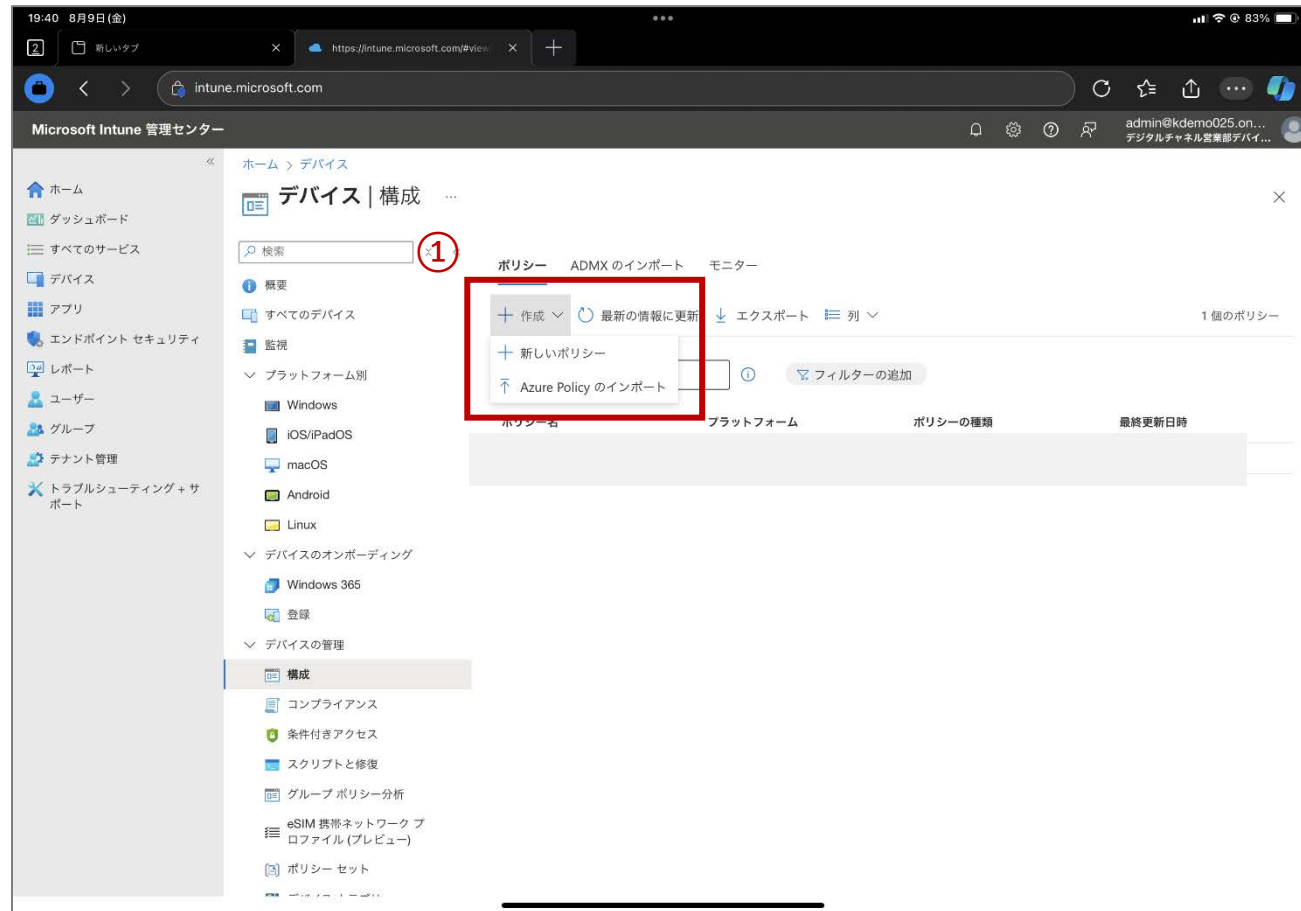 19:40 8月9日(金)
83%
2
新しいタブ
https://intune.microsoft.com/#view
intune.microsoft.com
Microsoft Intune 管理センター
admin@kdemo025.on...
デジタルチャネル営業部デバイ...
ホーム > デバイス
デバイス | 構成 ...
ホーム
ダッシュボード
すべてのサービス
デバイス
アプリ
エンドポイント セキュリティ
レポート
ユーザー
グループ
テナント管理
トラブルシューティング + サ
ポート
検索
①
概要
すべてのデバイス
監視
プラットフォーム別
Windows
iOS/iPadOS
macOS
Android
Linux
デバイスのオンボーディング
Windows 365
登録
デバイスの管理
構成
コンプライアンス
条件付きアクセス
スクリプトと修復
グループ ポリシー分析
eSIM 携帯ネットワーク プ
ロファイル (プレビュー)
ポリシー セット
ポリシー ADMX のインポート モニター
作成 最新の情報に更新 エクスポート 列
1 個のポリシー
新しいポリシー
Azure Policy のインポート
フィルターの追加
ポリシー名 プラットフォーム ポリシーの種類 最終更新日時